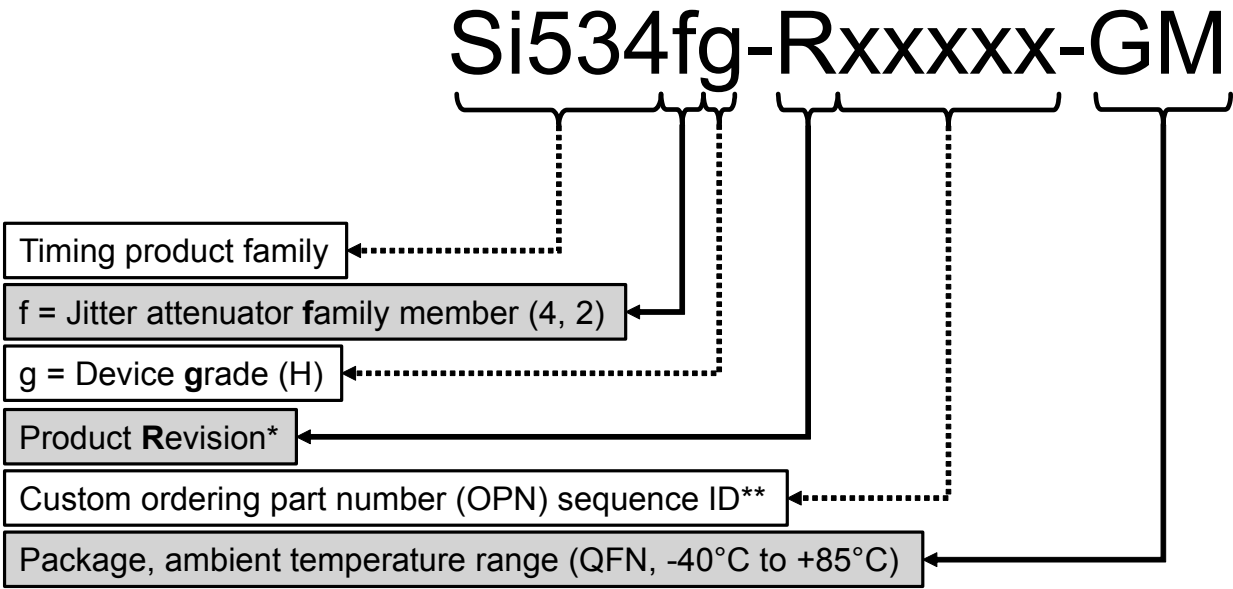 Si534fg-Rxxxxx-GM
Timing product family
f = Jitter attenuator family member (4, 2)
g = Device grade (H)
Product Revision*
Custom ordering part number (OPN) sequence ID**
Package, ambient temperature range (QFN, -40°C to +85°C)